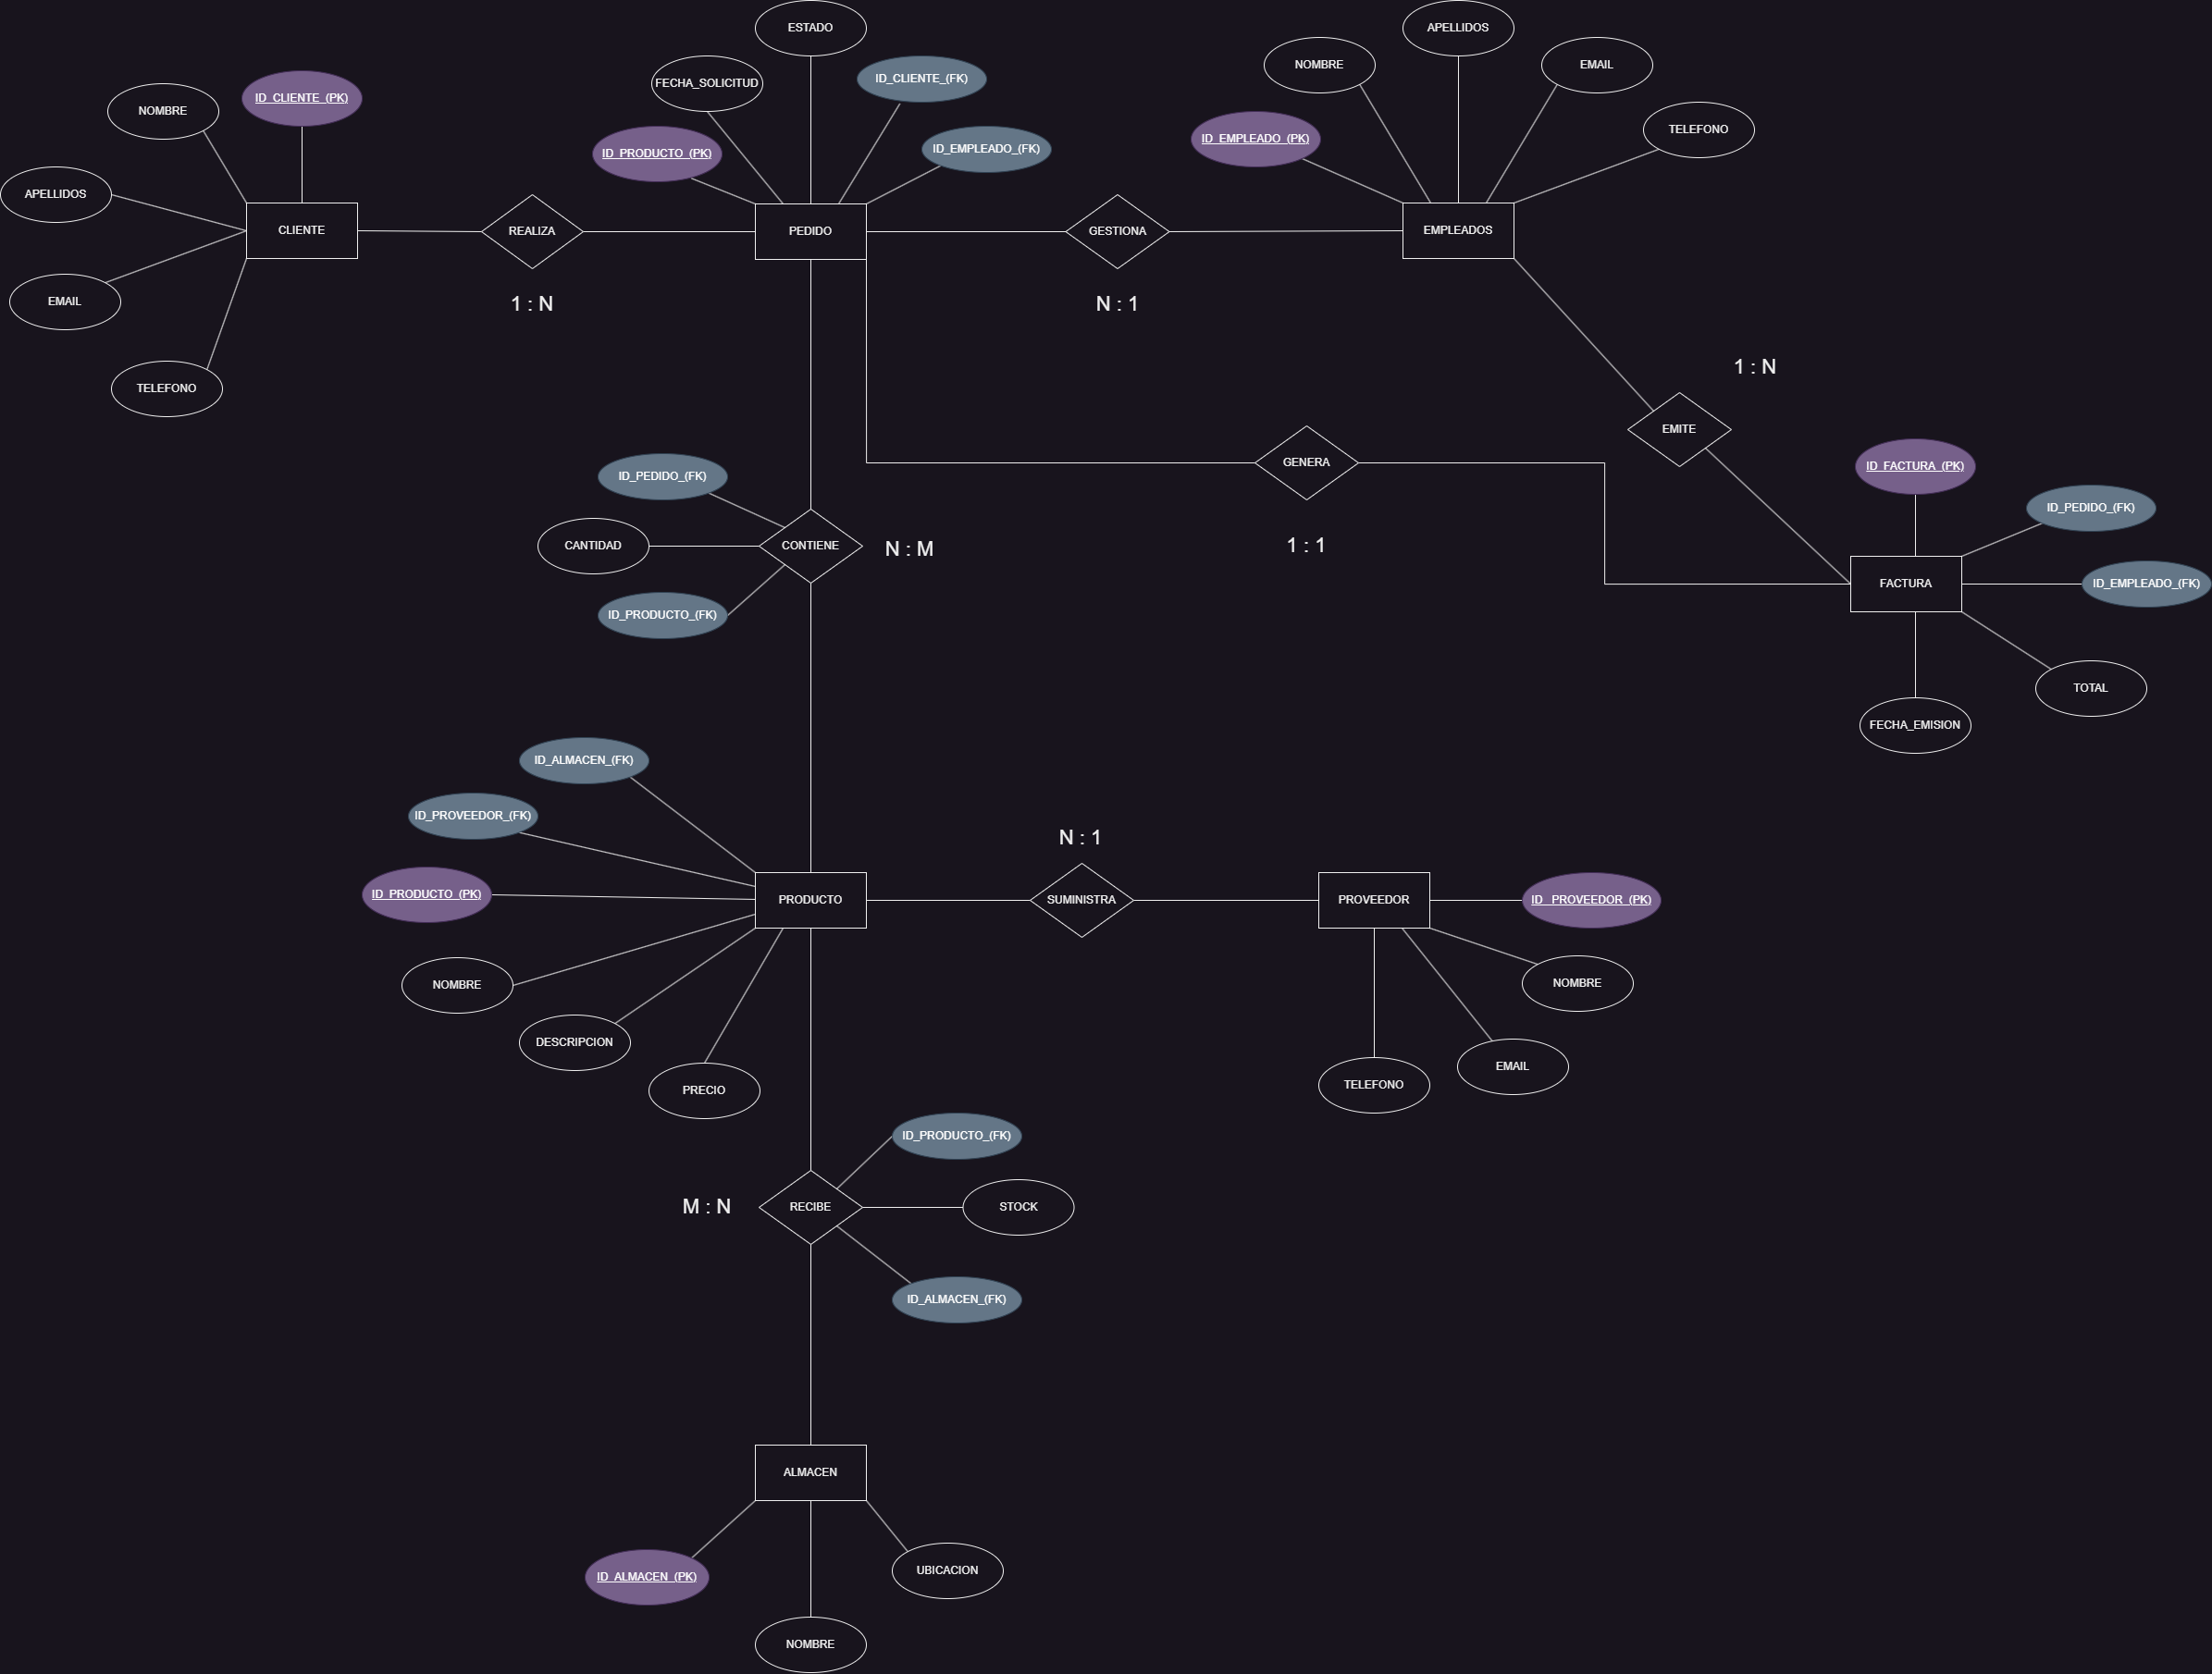 ESTADO
APELLIDOS
NOMBRE
EMAIL
FECHA_SOLICITUD
ID_CLIENTE_(FK)
ID_CLIENTE_(PK)
NOMBRE
TELEFONO
ID_EMPLEADO_(PK)
ID_PRODUCTO_(PK)
ID_EMPLEADO_(FK)
APELLIDOS
CLIENTE
REALIZA
PEDIDO
GESTIONA
EMPLEADOS
EMAIL
1 : N
N : 1
1 : N
TELEFONO
EMITE
GENERA
ID_FACTURA_(PK)
ID_PEDIDO_(FK)
ID_PEDIDO_(FK)
CANTIDAD
CONTIENE
N : M
1 : 1
FACTURA
ID_EMPLEADO_(FK)
ID_PRODUCTO_(FK)
TOTAL
FECHA_EMISION
ID_ALMACEN_(FK)
ID_PROVEEDOR_(FK)
N : 1
ID_PRODUCTO_(PK)
PRODUCTO
SUMINISTRA
PROVEEDOR
ID_ PROVEEDOR_(PK)
NOMBRE
NOMBRE
DESCRIPCION
EMAIL
PRECIO
TELEFONO
ID_PRODUCTO_(FK)
M : N
RECIBE
STOCK
ID_ALMACEN_(FK)
ALMACEN
ID_ALMACEN_(PK)
UBICACION
NOMBRE